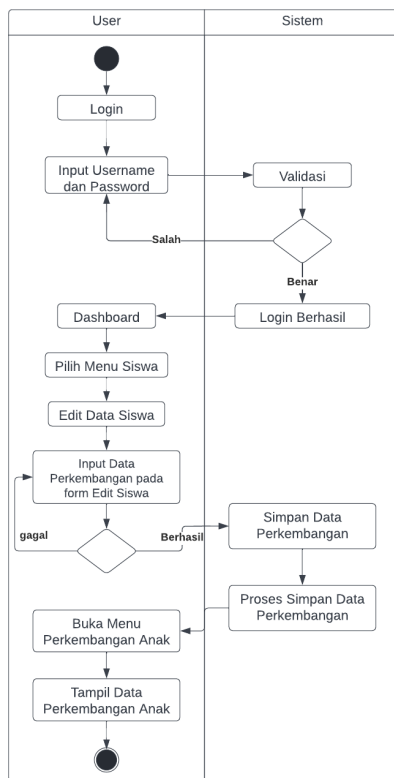 User
Sistem
Login
Input Username
dan Password
Validasi
Salah
Benar
Dashboard
Login Berhasil
Pilih Menu Siswa
Edit Data Siswa
Input Data
Perkembangan pada
form Edit Siswa
gagal
Berhasil
Simpan Data
Perkembangan
Proses Simpan Data
Perkembangan
Buka Menu
Perkembangan Anak
Tampil Data
Perkembangan Anak